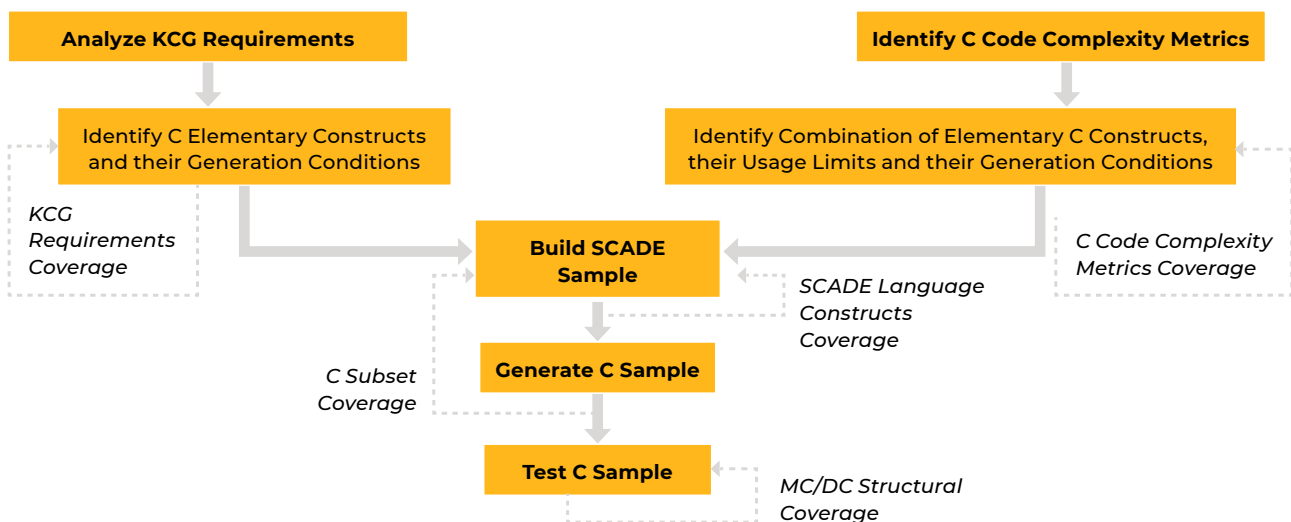 Analyze KCG Requirements
Identify C Code Complexity Metrics
Identify C Elementary Constructs
and their Generation Conditions
Identify Combination of Elementary C Constructs,
their Usage Limits and their Generation Conditions
KCG
Requirements
Coverage
Build SCADE
Sample
C Code Complexity
Metrics Coverage
SCADE Language
Constructs
Coverage
Generate C Sample
C Subset
Coverage
Test C Sample
MC/DC Structural
Coverage